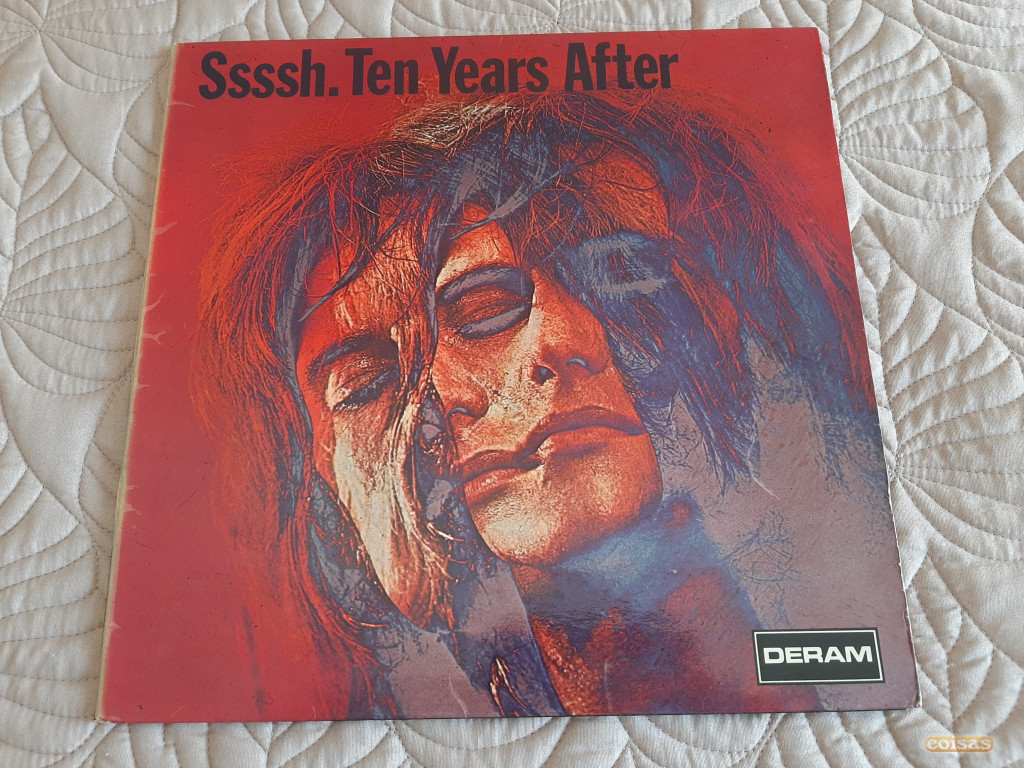 Ssssh. Ten Years After
DERAM
coisas